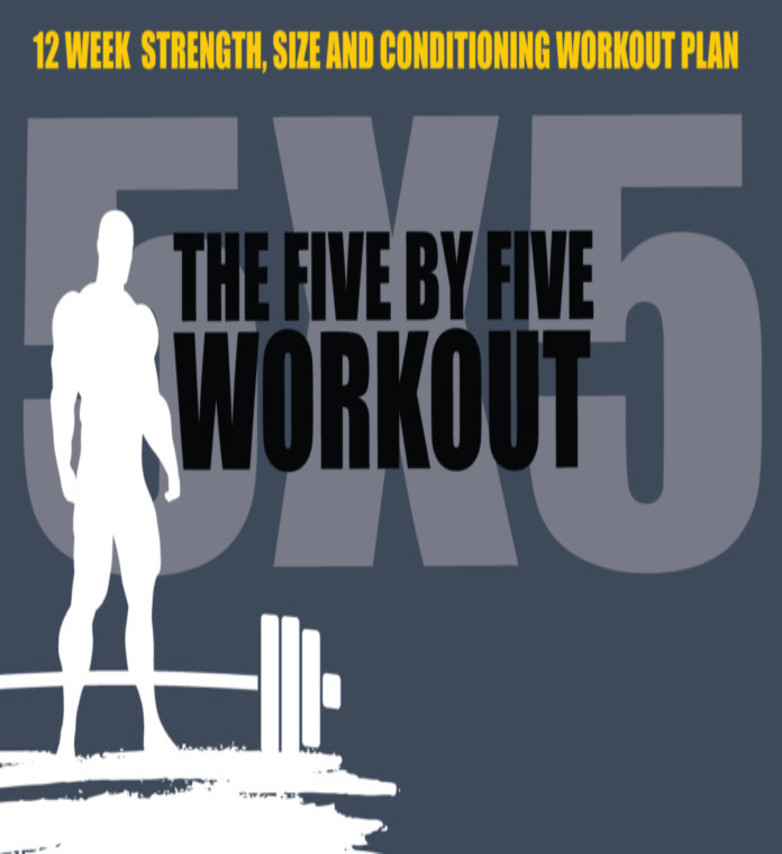 12 WEEK STRENGTH, SIZE AND CONDITIONING WORKOUT PLAN
5X5
THE FIVE BY FIVE
WORKOUT